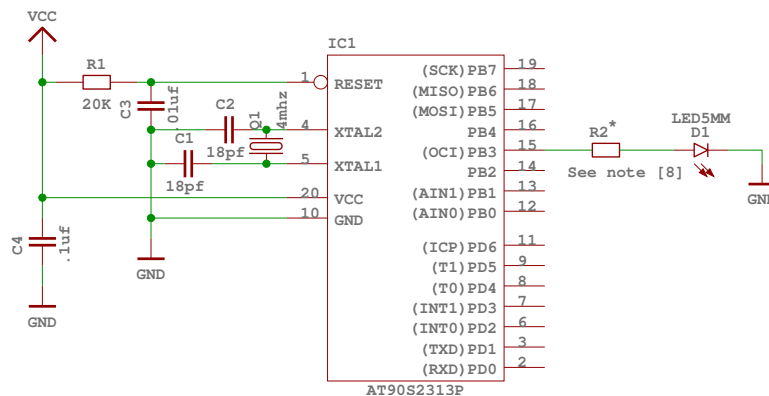 VCC
IC1
R1
20K
C3
.01uf
C2
18pf
C1
18pf
Q1
4mhz
1
4
5
20
10
RESET
XTAL2
XTAL1
VCC
GND
(SCK)PB7
(MISO)PB6
(MOSI)PB5
PB4
(OCI)PB3
PB2
(AIN1)PB1
(AIN0)PB0
(ICP)PD6
(T1)PD5
(T0)PD4
(INT1)PD3
(INT0)PD2
(TXD)PD1
(RXD)PD0
19
18
17
16
15
14
13
12
11
9
8
7
6
3
2
R2*
See note [8]
LED5MM
D1
GND
C4
.1uf
GND
GND
AT90S2313P